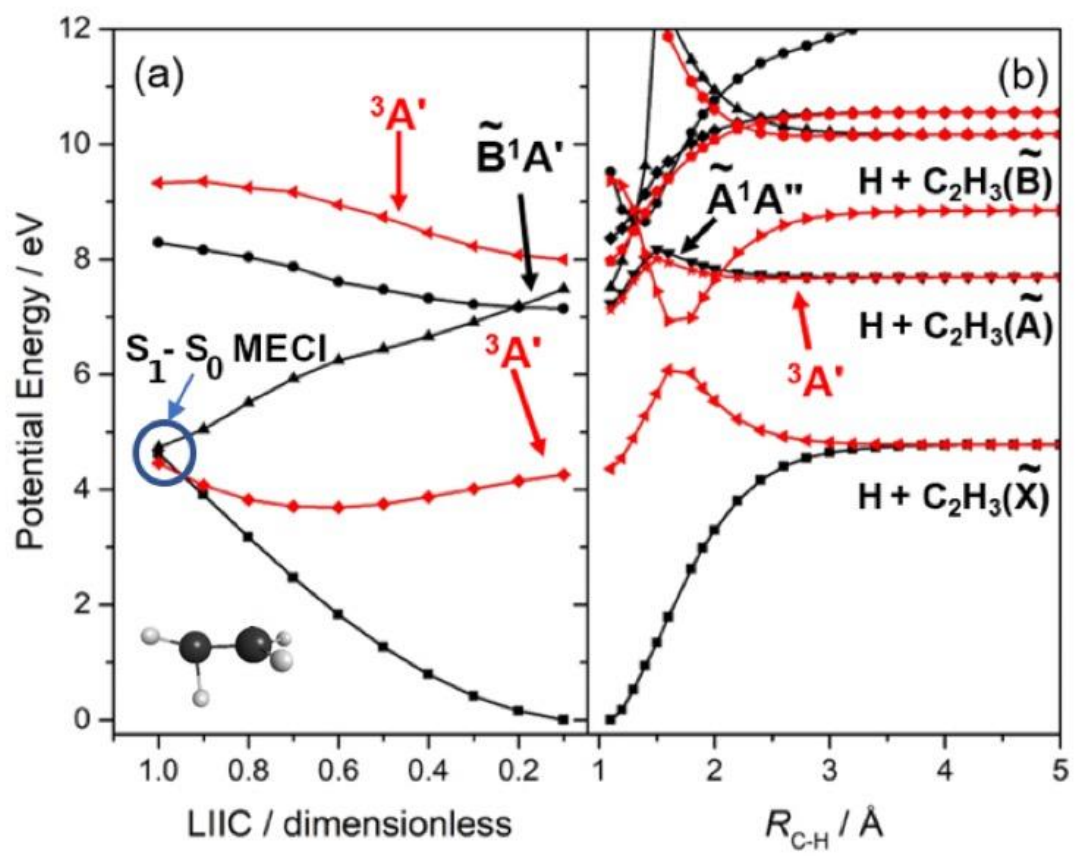 Potential Energy / eV
12
10
8
6
4
2
0
(a)
³A'
B̃¹A'
S₁- S₀ MECI
³A'
1.0 0.8 0.6 0.4 0.2
LIIC / dimensionless
(b)
H + C₂H₃(B̃)
òA"
H + C₂H₃(Ã)
³A'
H + C₂H₃(X̃)
1 2 3 4 5
R_C-H / Å